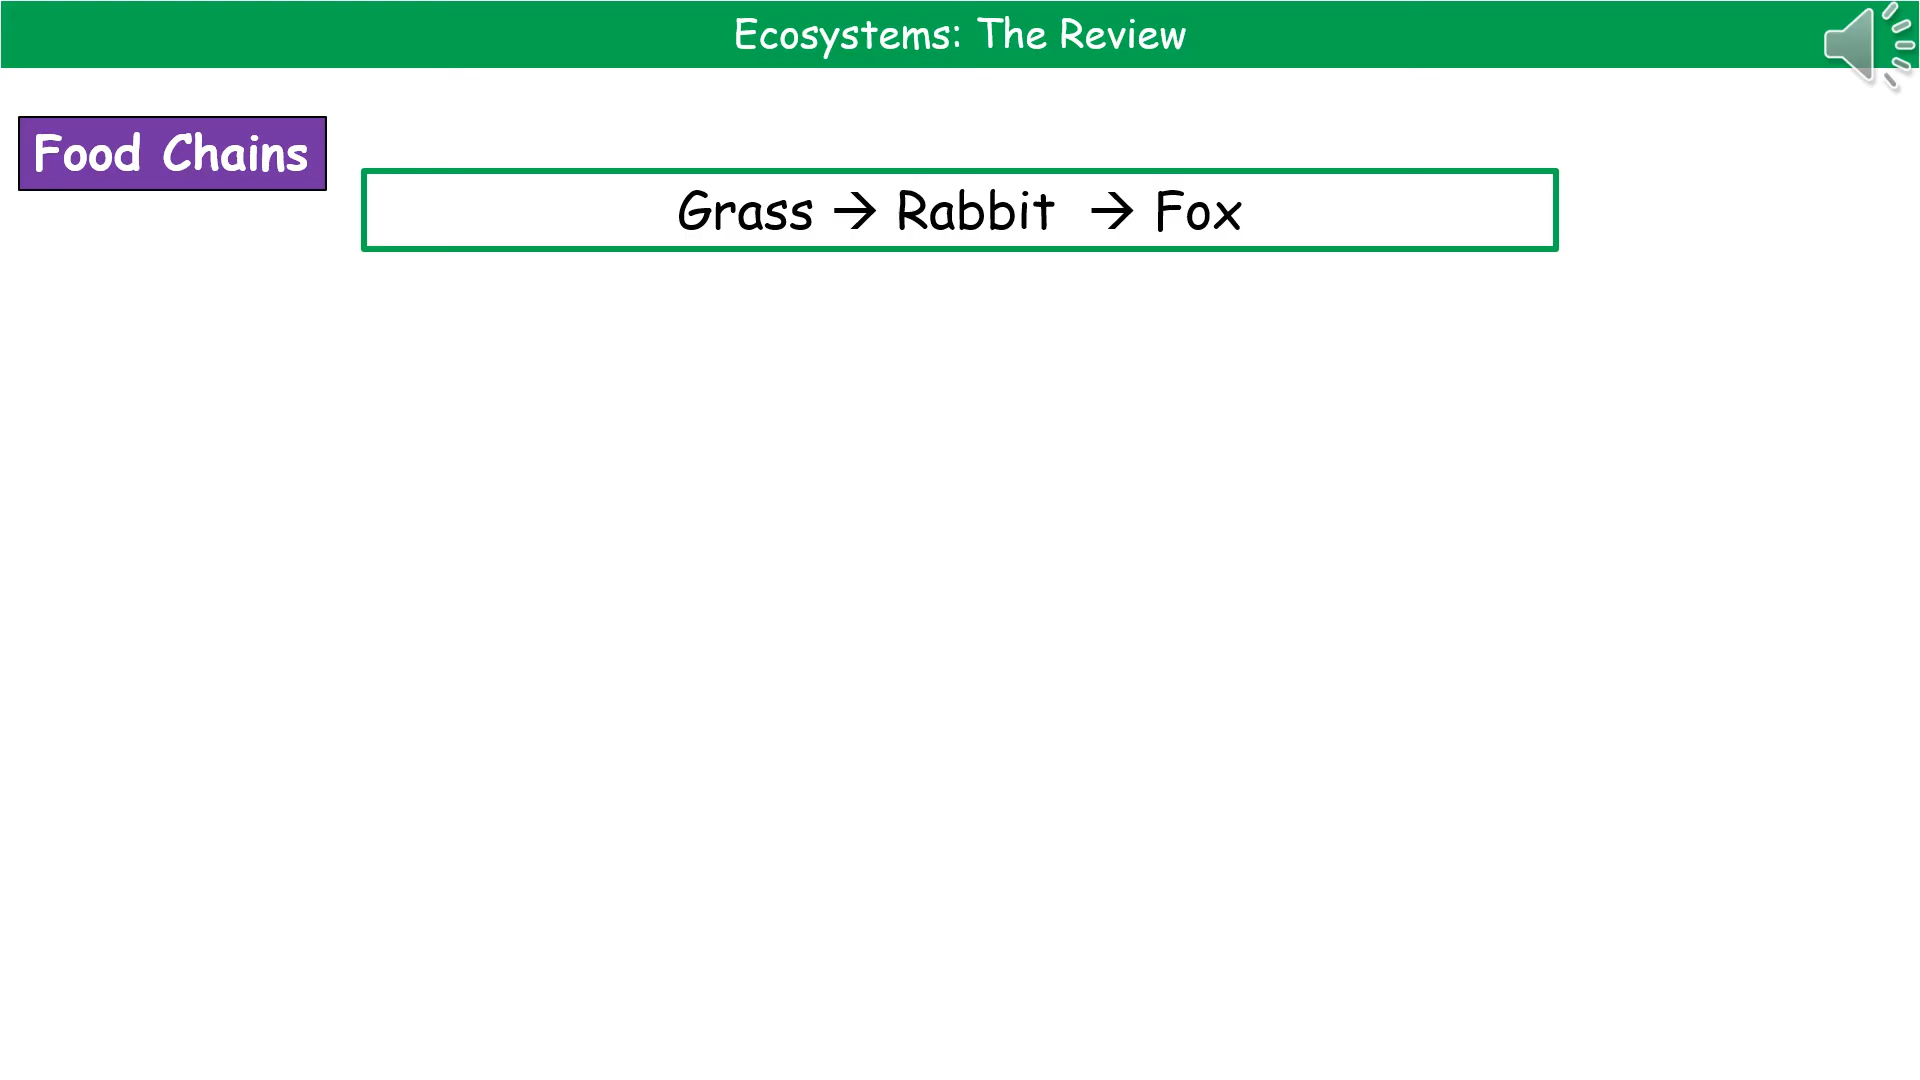 Ecosystems: The Review
Food Chains
Grass → Rabbit → Fox